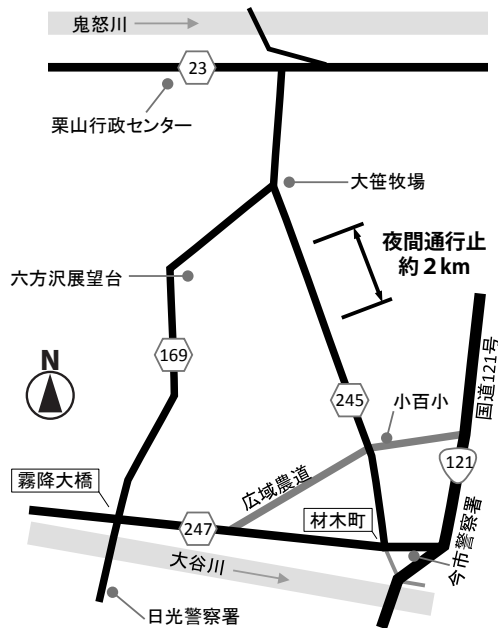 鬼怒川
23
栗山行政センター
大笹牧場
夜間通行止
約2km
六方沢展望台
N
169
国道121号
245
小百小
121
広域農道
霧降大橋
247
材木町
今市警察署
大谷川
日光警察署